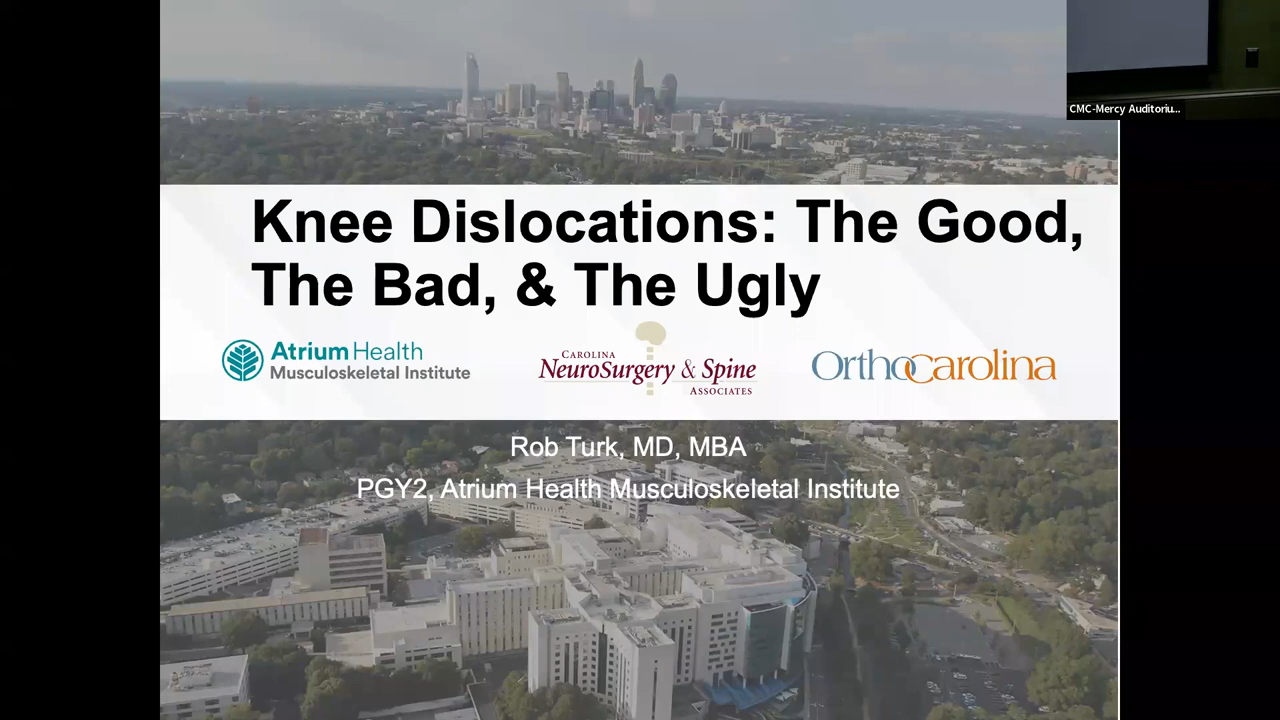 CMC-Mercy Auditoriu...
Knee Dislocations: The Good,
The Bad, & The Ugly
Atrium Health
Musculoskeletal Institute
CAROLINA
NEUROSURGERY & SPINE
ASSOCIATES
OrthoCarolina
Rob Turk, MD, MBA
PGY2, Atrium Health Musculoskeletal Institute